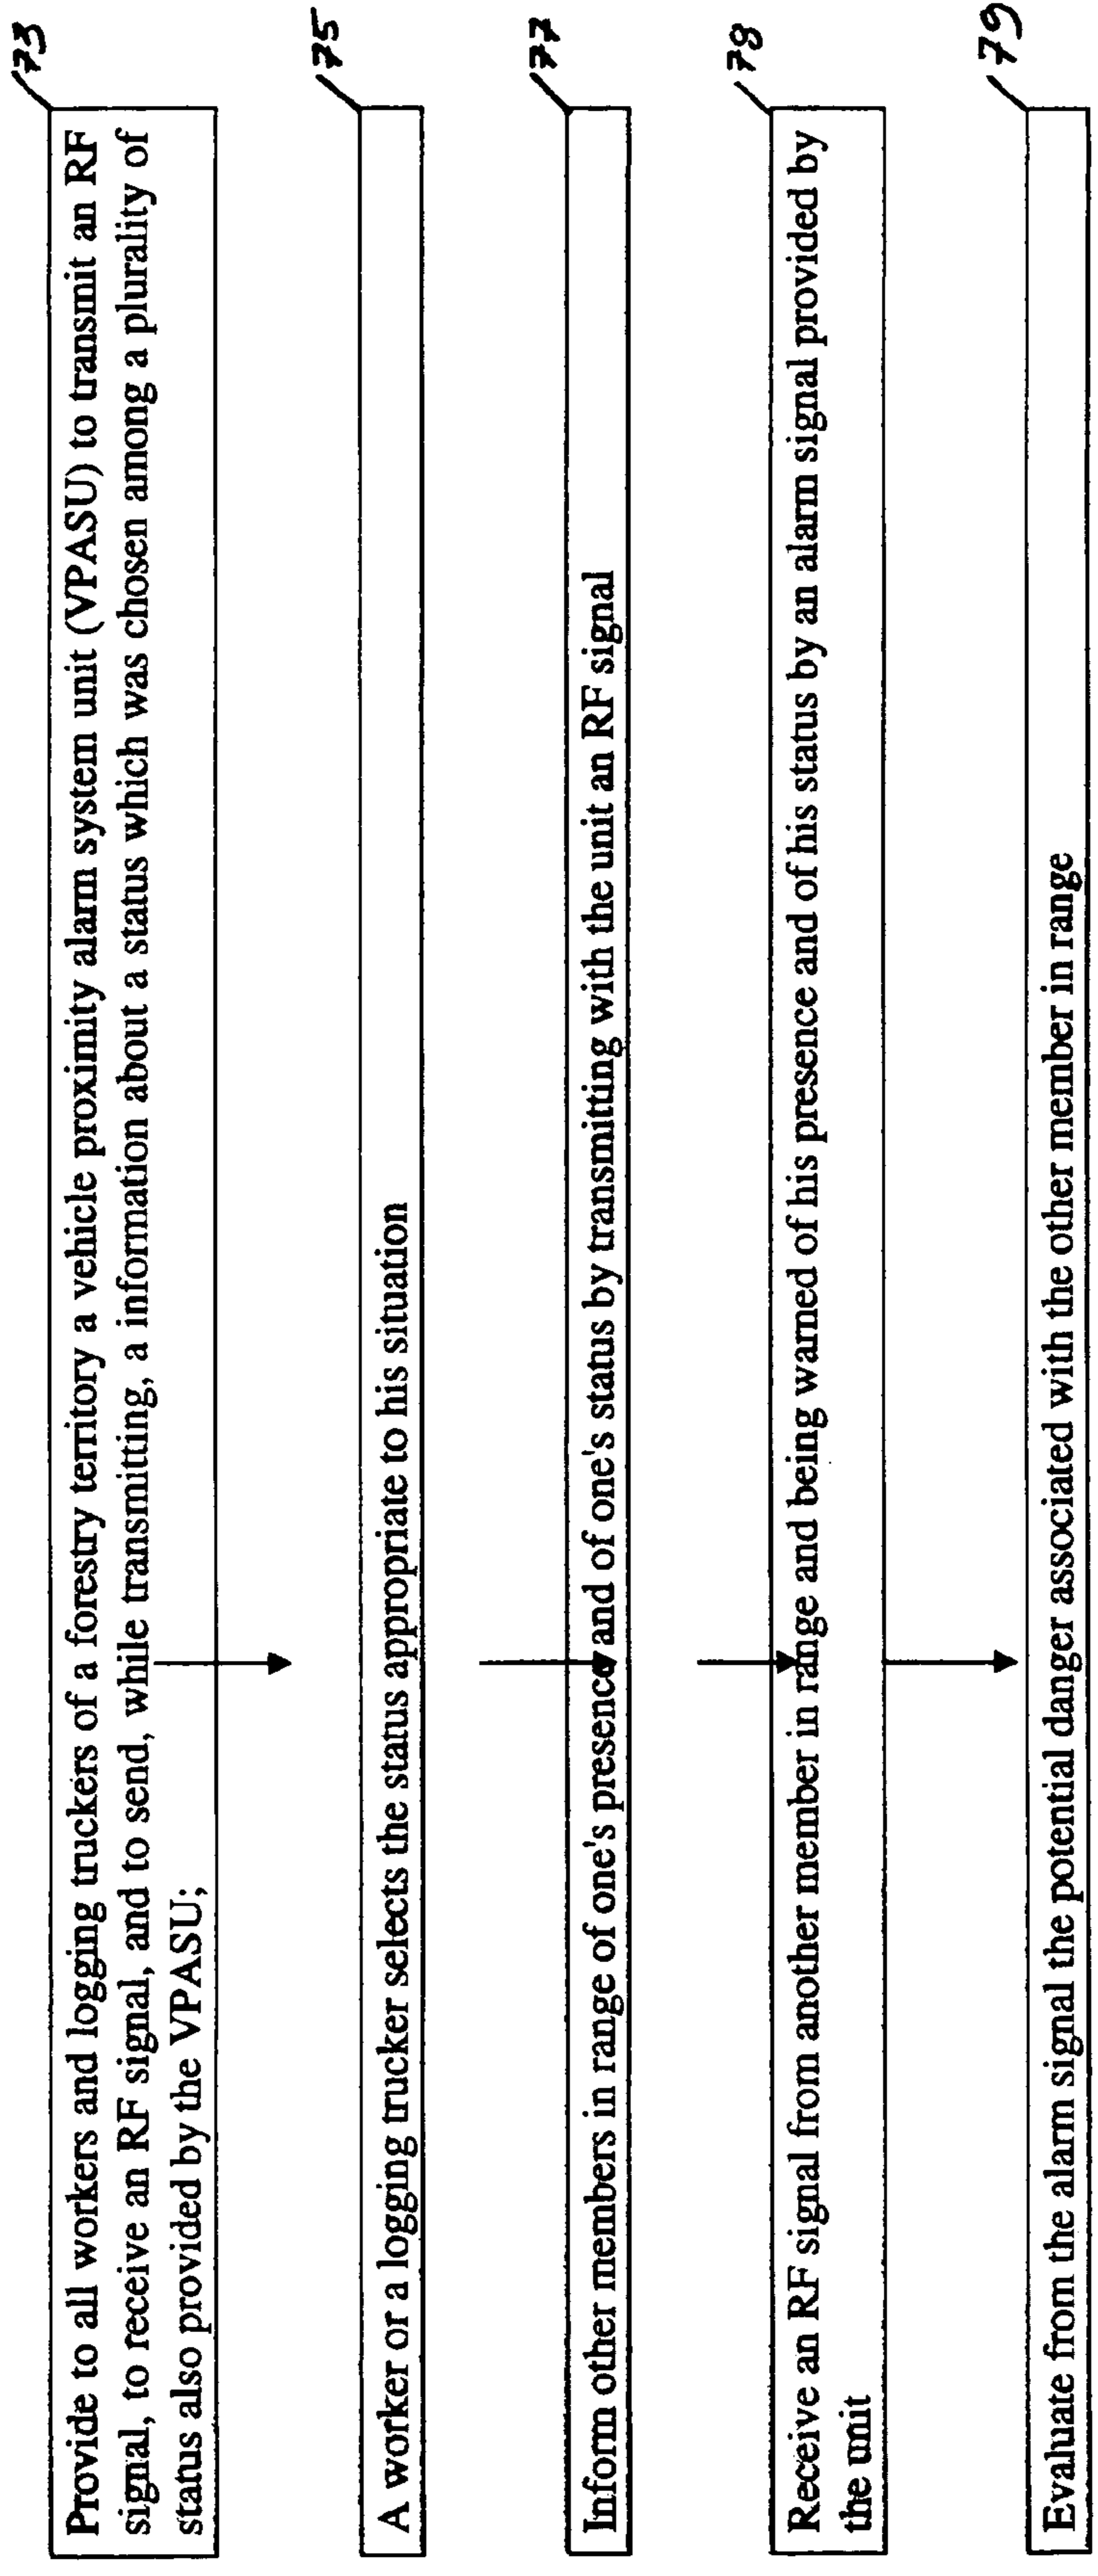 73
Provide to all workers and logging truckers of a forestry territory a vehicle proximity alarm system unit (VPASU) to transmit an RF
signal, to receive an RF signal, and to send, while transmitting, a information about a status which was chosen among a plurality of
status also provided by the VPASU;
75
A worker or a logging trucker selects the status appropriate to his situation
77
Inform other members in range of one's presence and of one's status by transmitting with the unit an RF signal
78
Receive an RF signal from another member in range and being warned of his presence and of his status by an alarm signal provided by
the unit
79
Evaluate from the alarm signal the potential danger associated with the other member in range